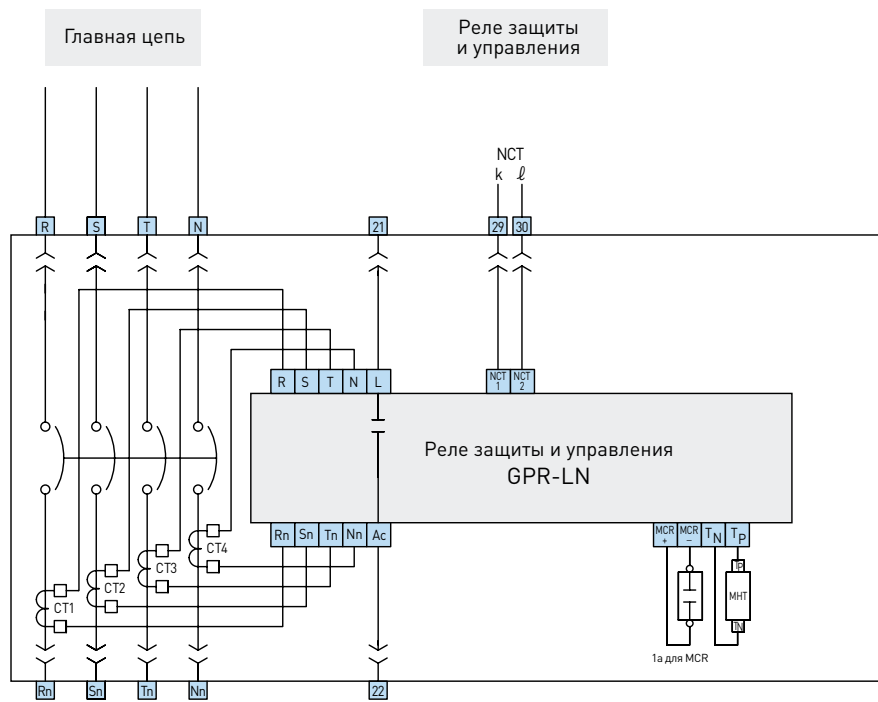 Главная цепь
Реле защиты
и управления
NCT
k ℓ
R S T N 21 29 30
R S T N L
NCT
1
NCT
2
Реле защиты и управления
GPR-LN
Rn Sn Tn Nn Ac
MCR
+
MCR
–
TN
TP
CT4
CT3
CT2
CT1
TP
МНТ
TN
1a для MCR
Rn Sn Tn Nn 22